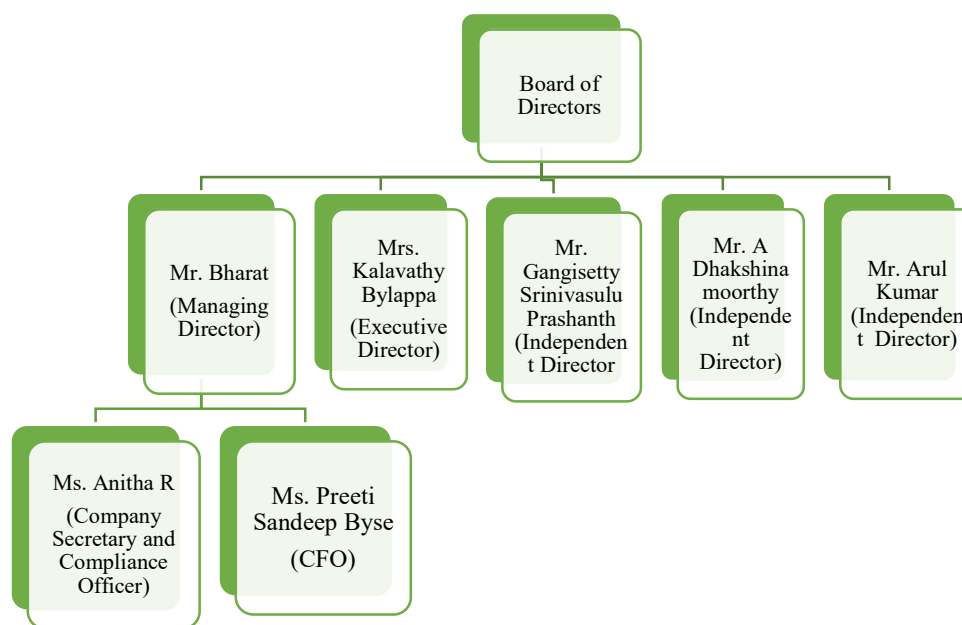 Board of
Directors
Mr. Bharat
(Managing
Director)
Mrs.
Kalavathy
Bylappa
(Executive
Director)
Mr.
Gangisetty
Srinivasulu
Prashanth
(Independen
t Director
Mr. A
Dhakshina
moorthy
(Independe
nt
Director)
Mr. Arul
Kumar
(Independen
t Director)
Ms. Anitha R
(Company
Secretary and
Compliance
Officer)
Ms. Preeti
Sandeep Byse
(CFO)